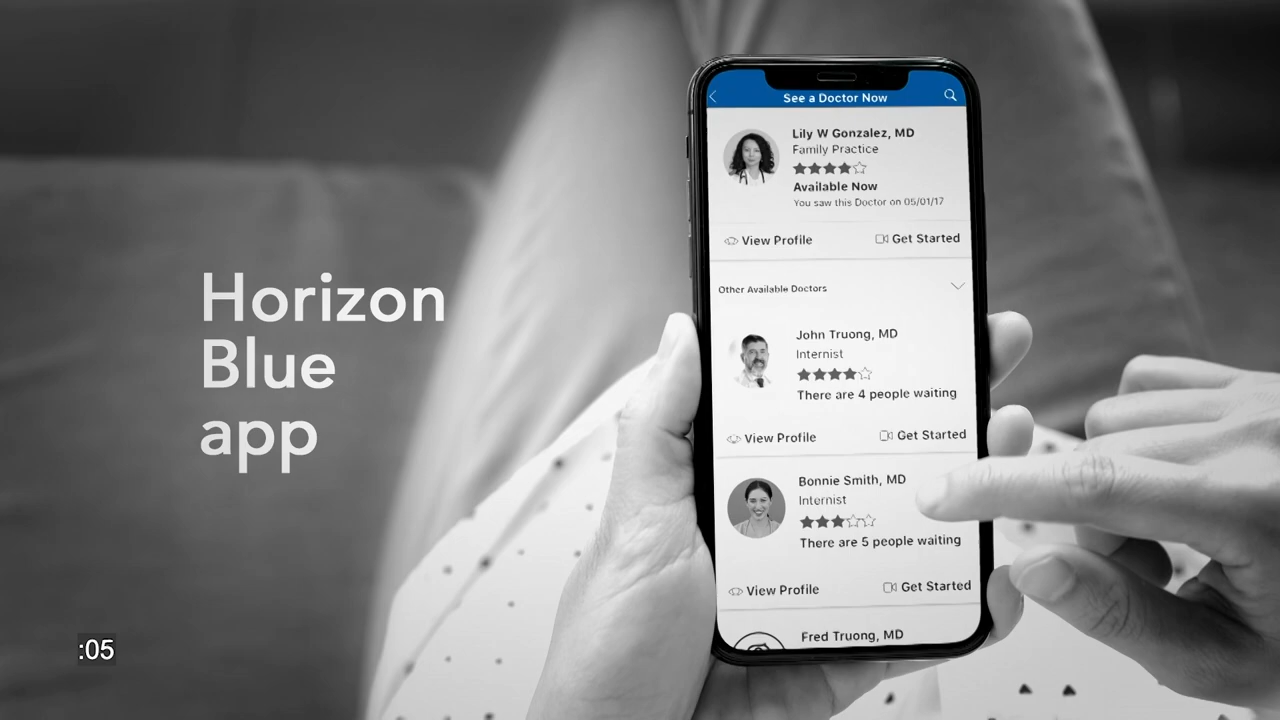 Horizon
Blue
app
See a Doctor Now
Lily W Gonzalez, MD
Family Practice
Available Now
You saw this Doctor on 05/01/17
View Profile
Get Started
Other Available Doctors
John Truong, MD
Internist
There are 4 people waiting
View Profile
Get Started
Bonnie Smith, MD
Internist
There are 5 people waiting
View Profile
Get Started
Fred Truong, MD
:05